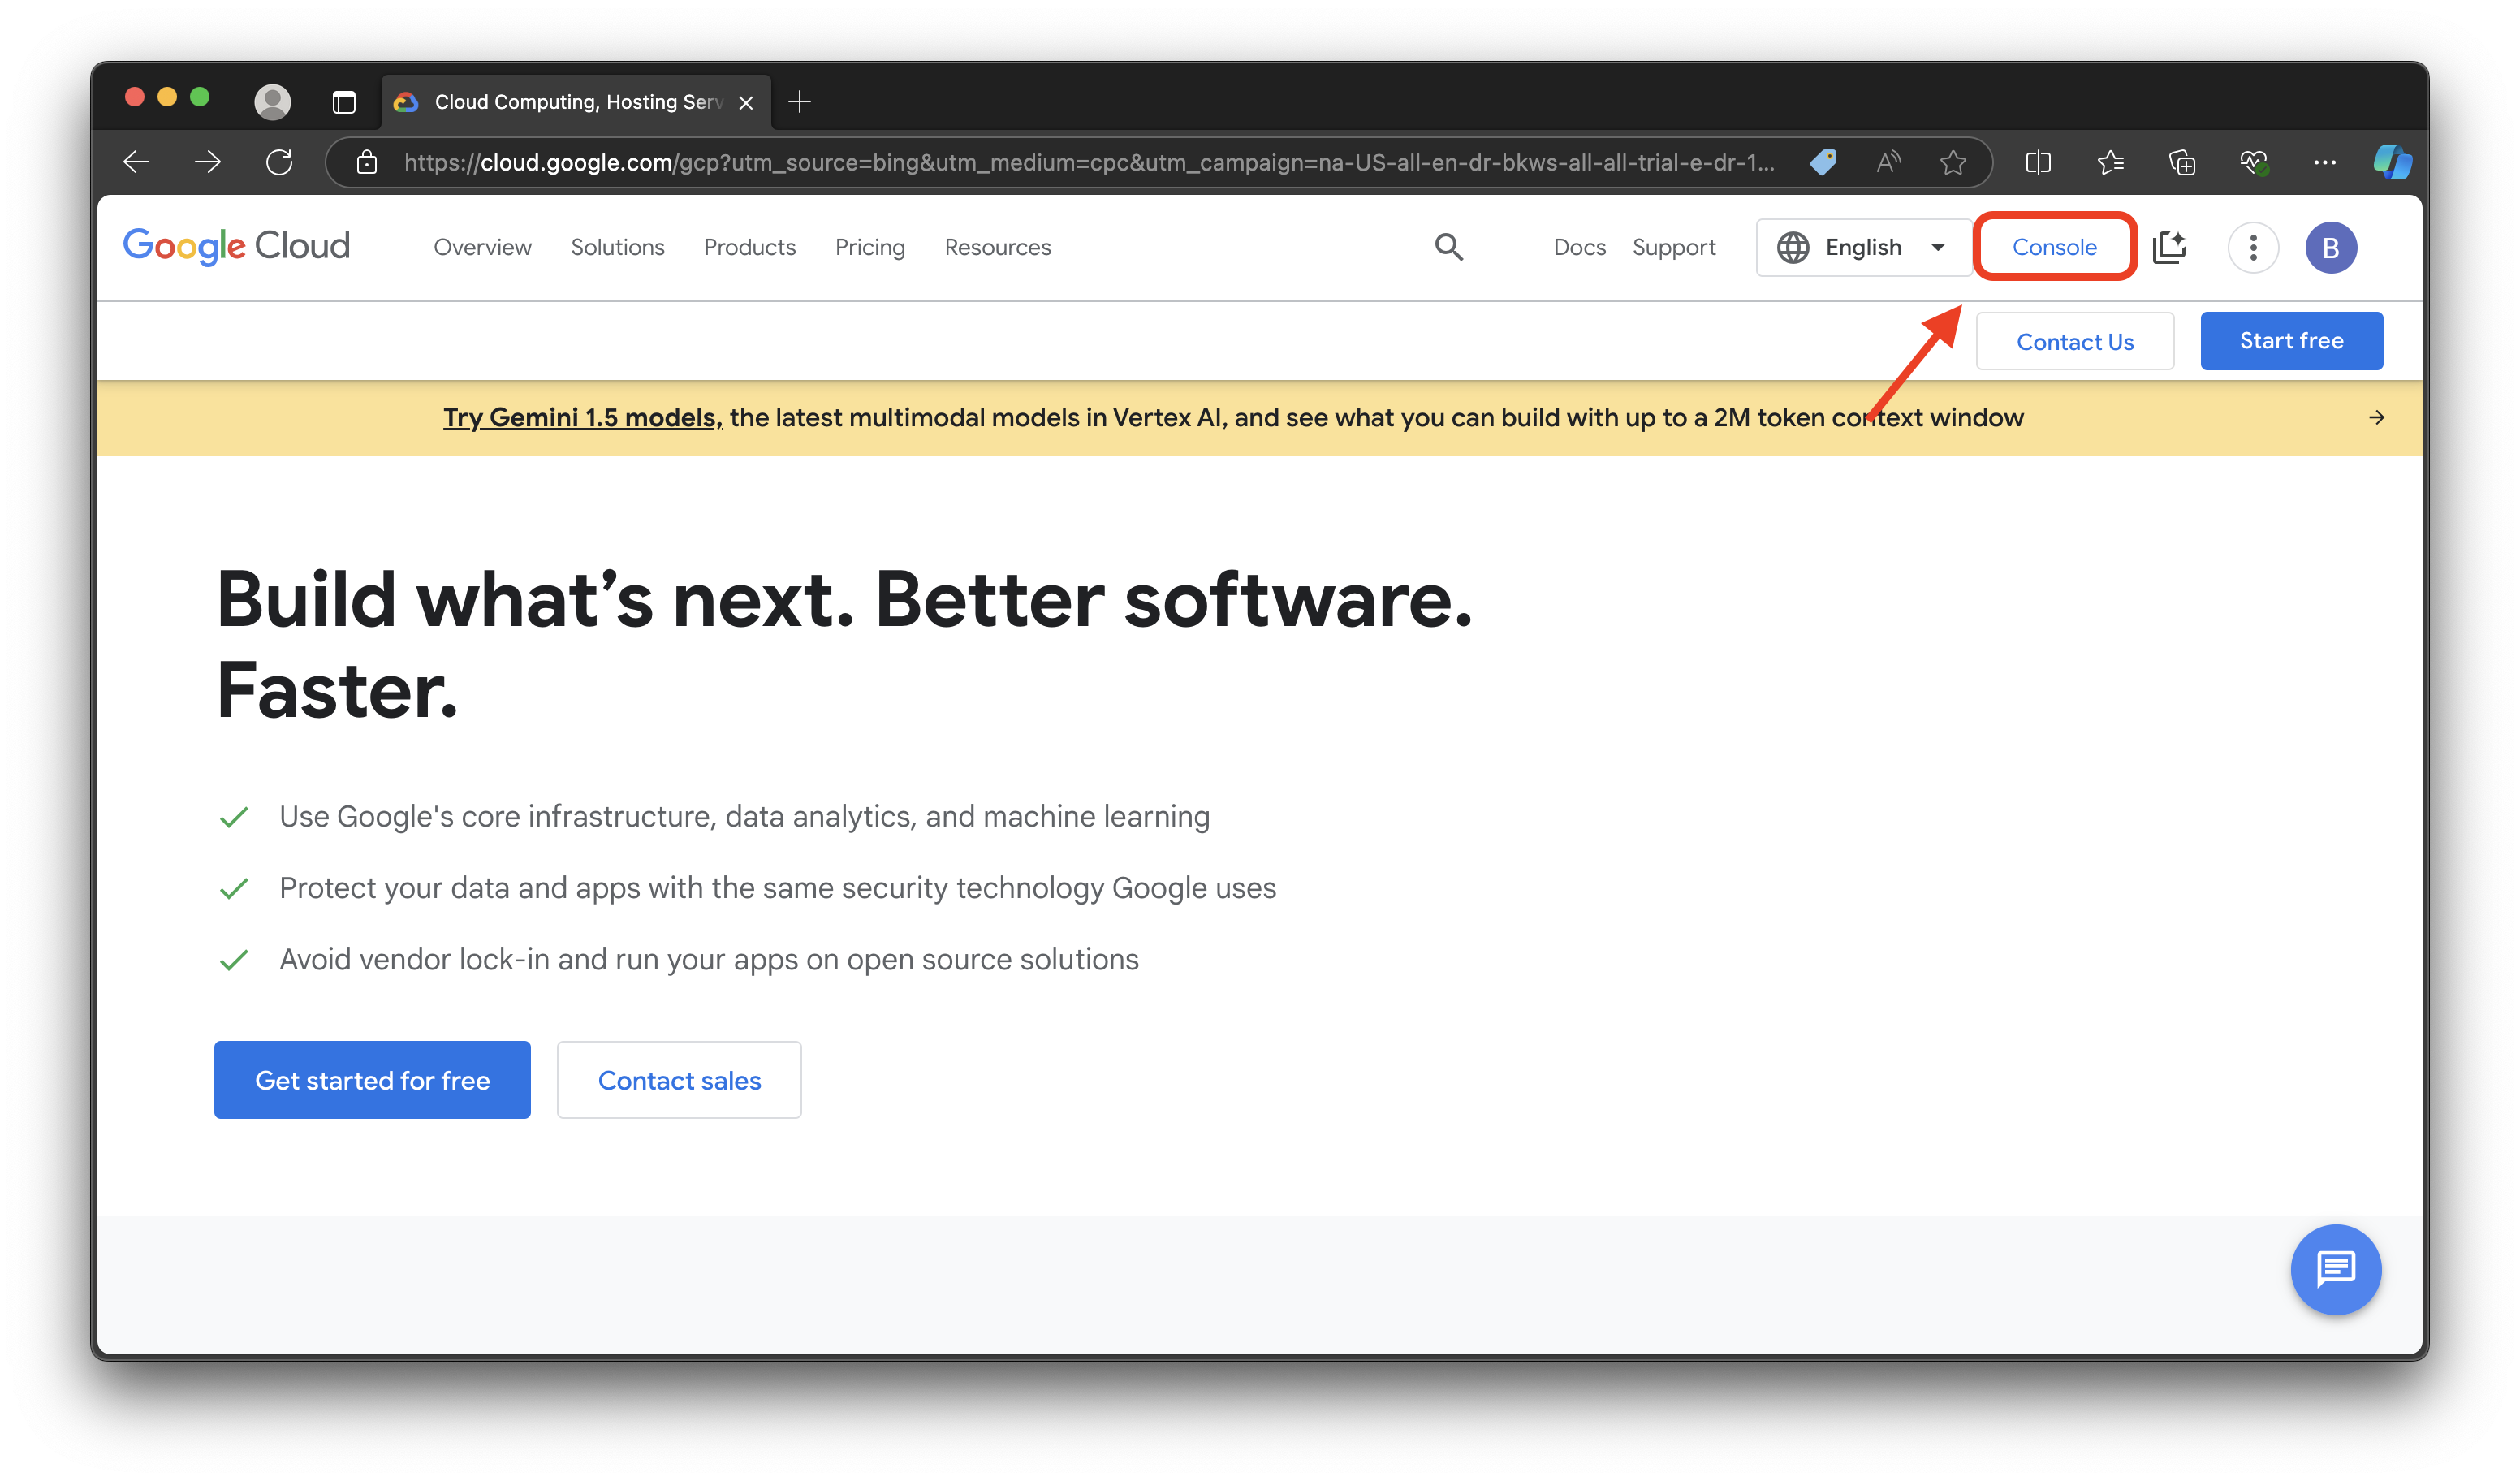 Cloud Computing, Hosting Serv
https://cloud.google.com/gcp?utm_source=bing&utm_medium=cpc&utm_campaign=na-US-all-en-dr-bkws-all-all-trial-e-dr-1...
Google Cloud Overview Solutions Products Pricing Resources Docs Support English Console B
Contact Us Start free
Try Gemini 1.5 models, the latest multimodal models in Vertex AI, and see what you can build with up to a 2M token context window
Build what’s next. Better software.
Faster.
Use Google's core infrastructure, data analytics, and machine learning
Protect your data and apps with the same security technology Google uses
Avoid vendor lock-in and run your apps on open source solutions
Get started for free Contact sales